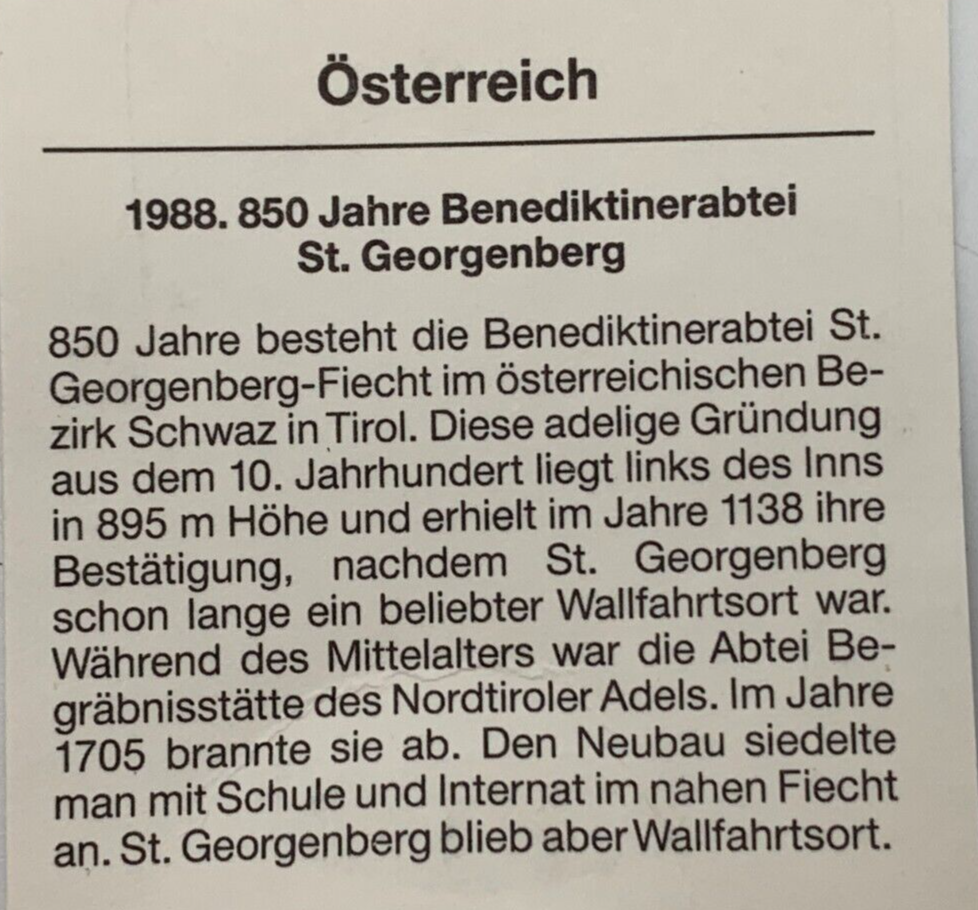 Österreich
1988. 850 Jahre Benediktinerabtei
St. Georgenberg
850 Jahre besteht die Benediktinerabtei St.
Georgenberg-Fiecht im österreichischen Be-
zirk Schwaz in Tirol. Diese adelige Gründung
aus dem 10. Jahrhundert liegt links des Inns
in 895 m Höhe und erhielt im Jahre 1138 ihre
Bestätigung, nachdem St. Georgenberg
schon lange ein beliebter Wallfahrtsort war.
Während des Mittelalters war die Abtei Be-
gräbnisstätte des Nordtiroler Adels. Im Jahre
1705 brannte sie ab. Den Neubau siedelte
man mit Schule und Internat im nahen Fiecht
an. St. Georgenberg blieb aber Wallfahrtsort.